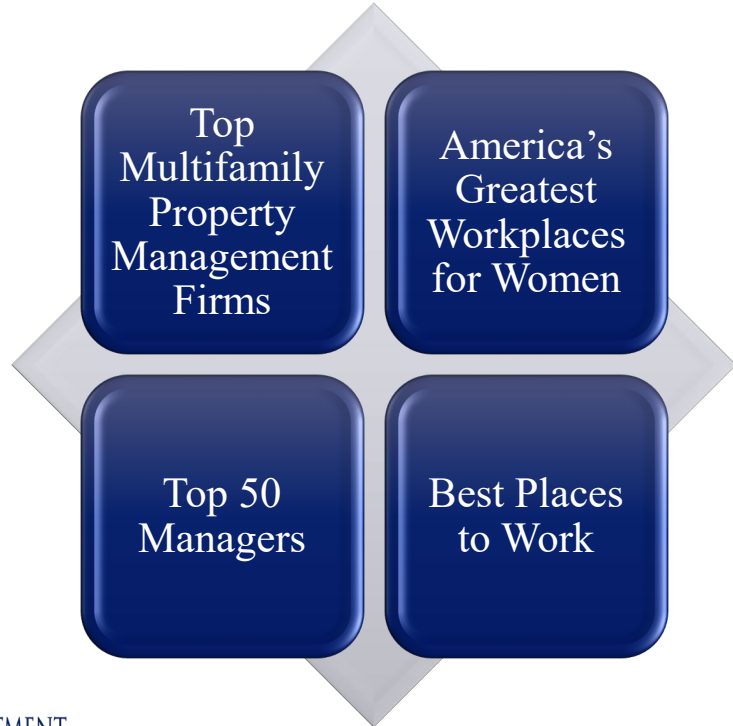 Top
Multifamily
Property
Management
Firms
America's
Greatest
Workplaces
for Women
Top 50
Managers
Best Places
to Work